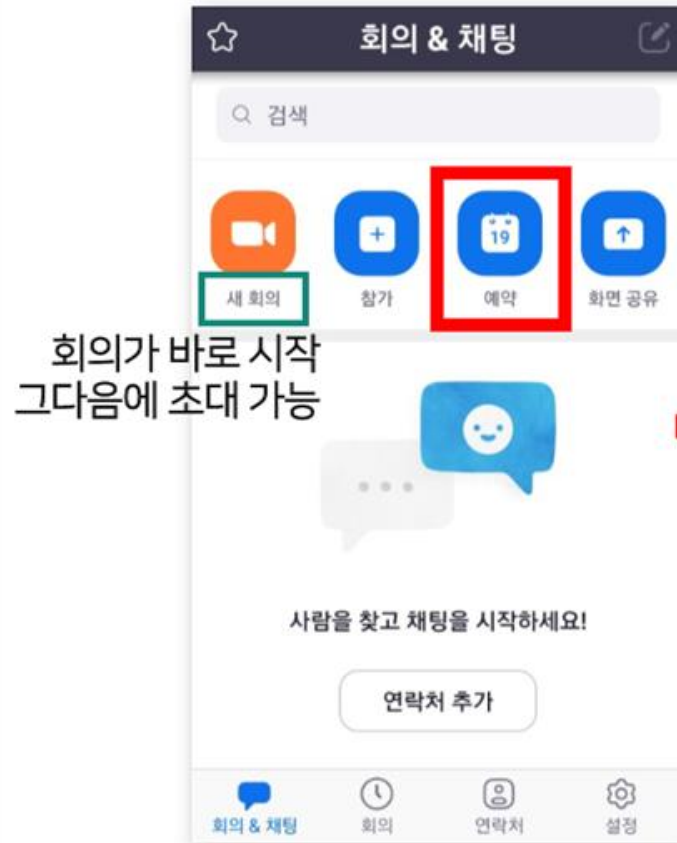 회의 & 채팅
검색
19
새 회의
참가
예약
화면 공유
회의가 바로 시작
그다음에 초대 가능
사람을 찾고 채팅을 시작하세요!
연락처 추가
회의 & 채팅
회의
연락처
설정